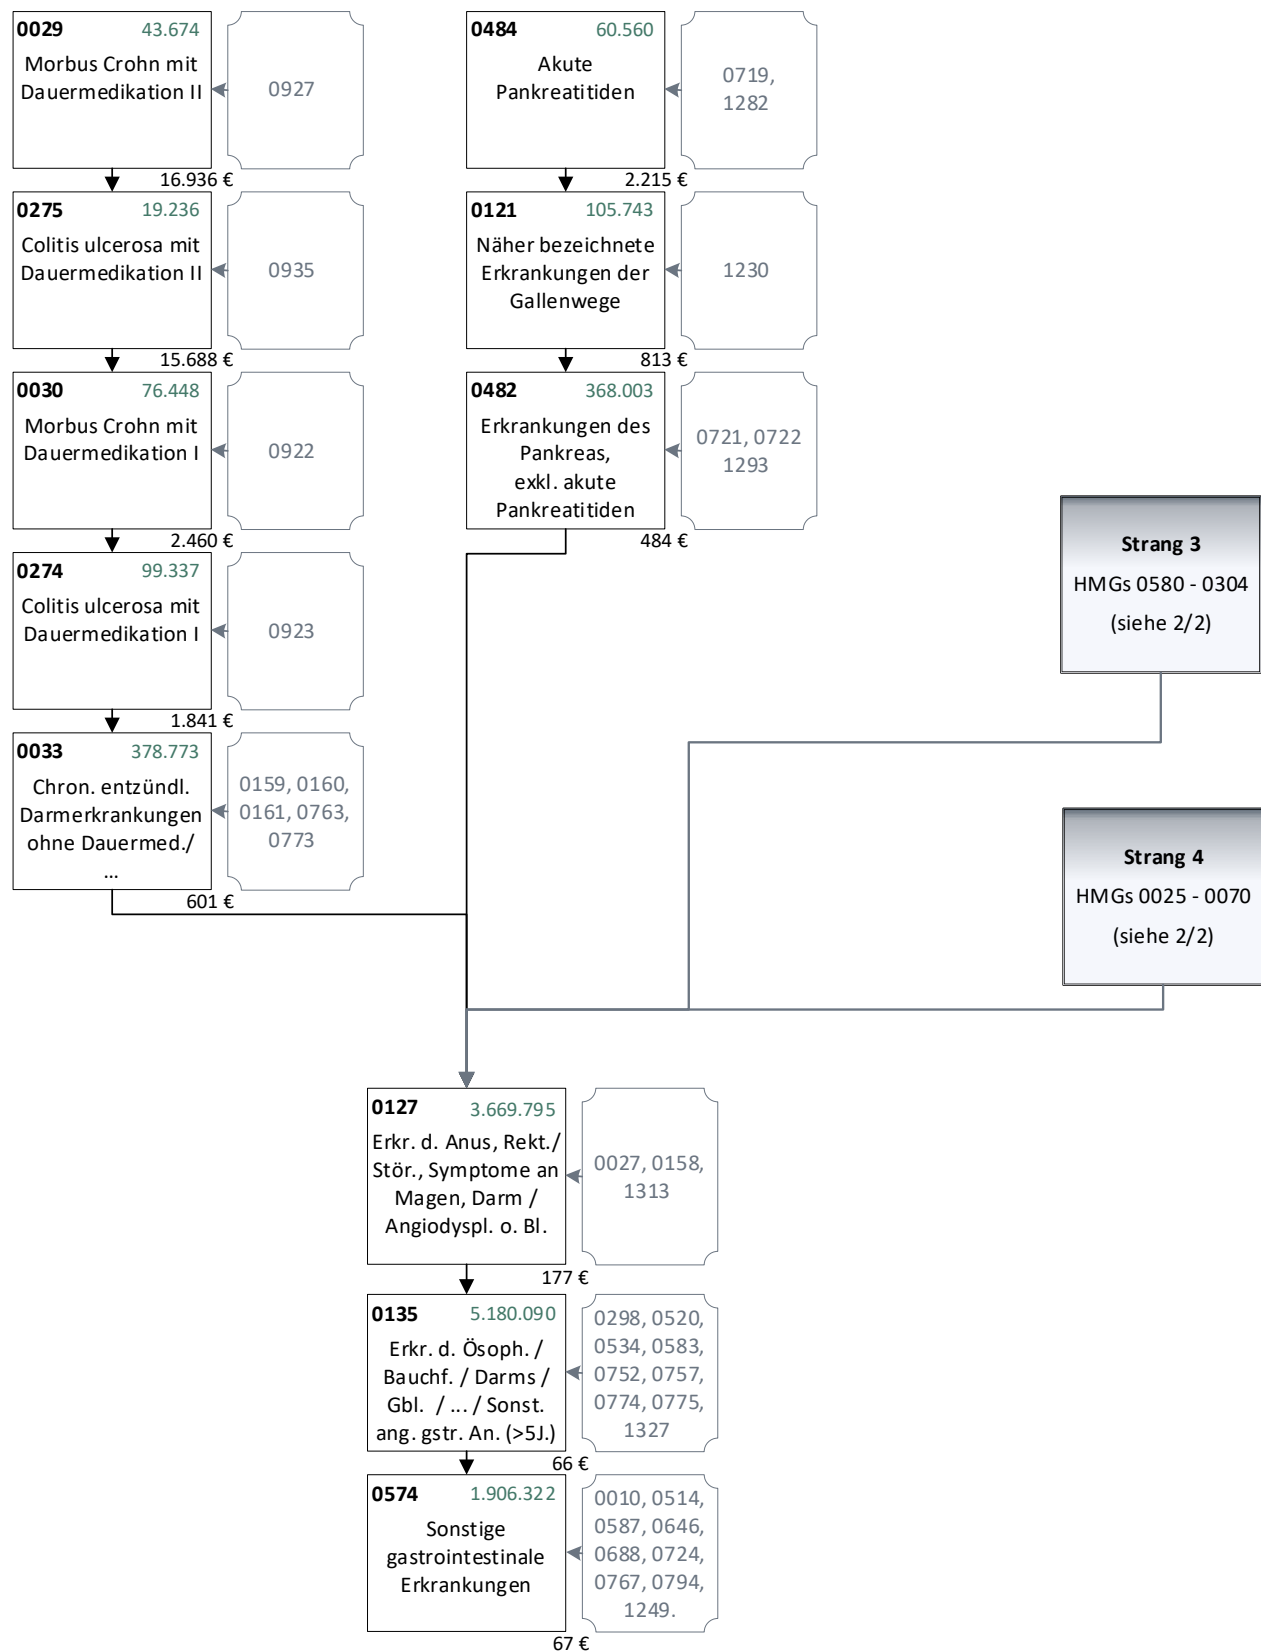 0029 43.674
Morbus Crohn mit
Dauermedikation II
0927
16.936 €
0275 19.236
Colitis ulcerosa mit
Dauermedikation II
0935
15.688 €
0030 76.448
Morbus Crohn mit
Dauermedikation I
0922
2.460 €
0274 99.337
Colitis ulcerosa mit
Dauermedikation I
0923
1.841 €
0033 378.773
Chron. entzündl.
Darmerkrankungen
ohne Dauermed./
...
0159, 0160,
0161, 0763,
0773
601 €
0484 60.560
Akute
Pankreatitiden
0719,
1282
2.215 €
0121 105.743
Näher bezeichnete
Erkrankungen der
Gallenwege
1230
813 €
0482 368.003
Erkrankungen des
Pankreas,
exkl. akute
Pankreatitiden
0721, 0722
1293
484 €
Strang 3
HMGs 0580 - 0304
(siehe 2/2)
Strang 4
HMGs 0025 - 0070
(siehe 2/2)
0127 3.669.795
Erkr. d. Anus, Rekt./
Stör., Symptome an
Magen, Darm /
Angiodyspl. o. Bl.
0027, 0158,
1313
177 €
0135 5.180.090
Erkr. d. Ösoph. /
Bauchf. / Darms /
Gbl. / ... / Sonst.
ang. gstr. An. (>5J.)
0298, 0520,
0534, 0583,
0752, 0757,
0774, 0775,
1327
66 €
0574 1.906.322
Sonstige
gastrointestinale
Erkrankungen
0010, 0514,
0587, 0646,
0688, 0724,
0767, 0794,
1249.
67 €